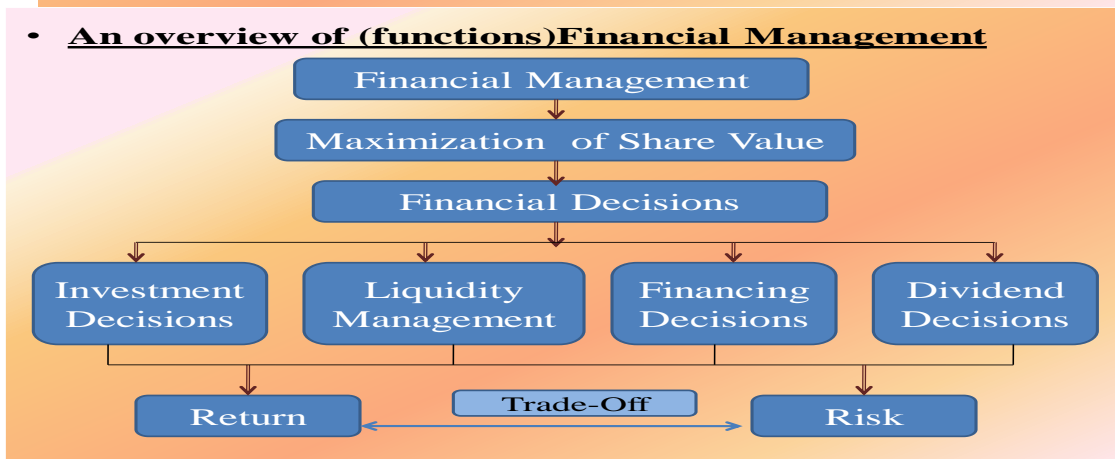 • An overview of (functions)Financial Management
Financial Management
Maximization of Share Value
Financial Decisions
Investment
Decisions
Liquidity
Management
Financing
Decisions
Dividend
Decisions
Return
Trade-Off
Risk